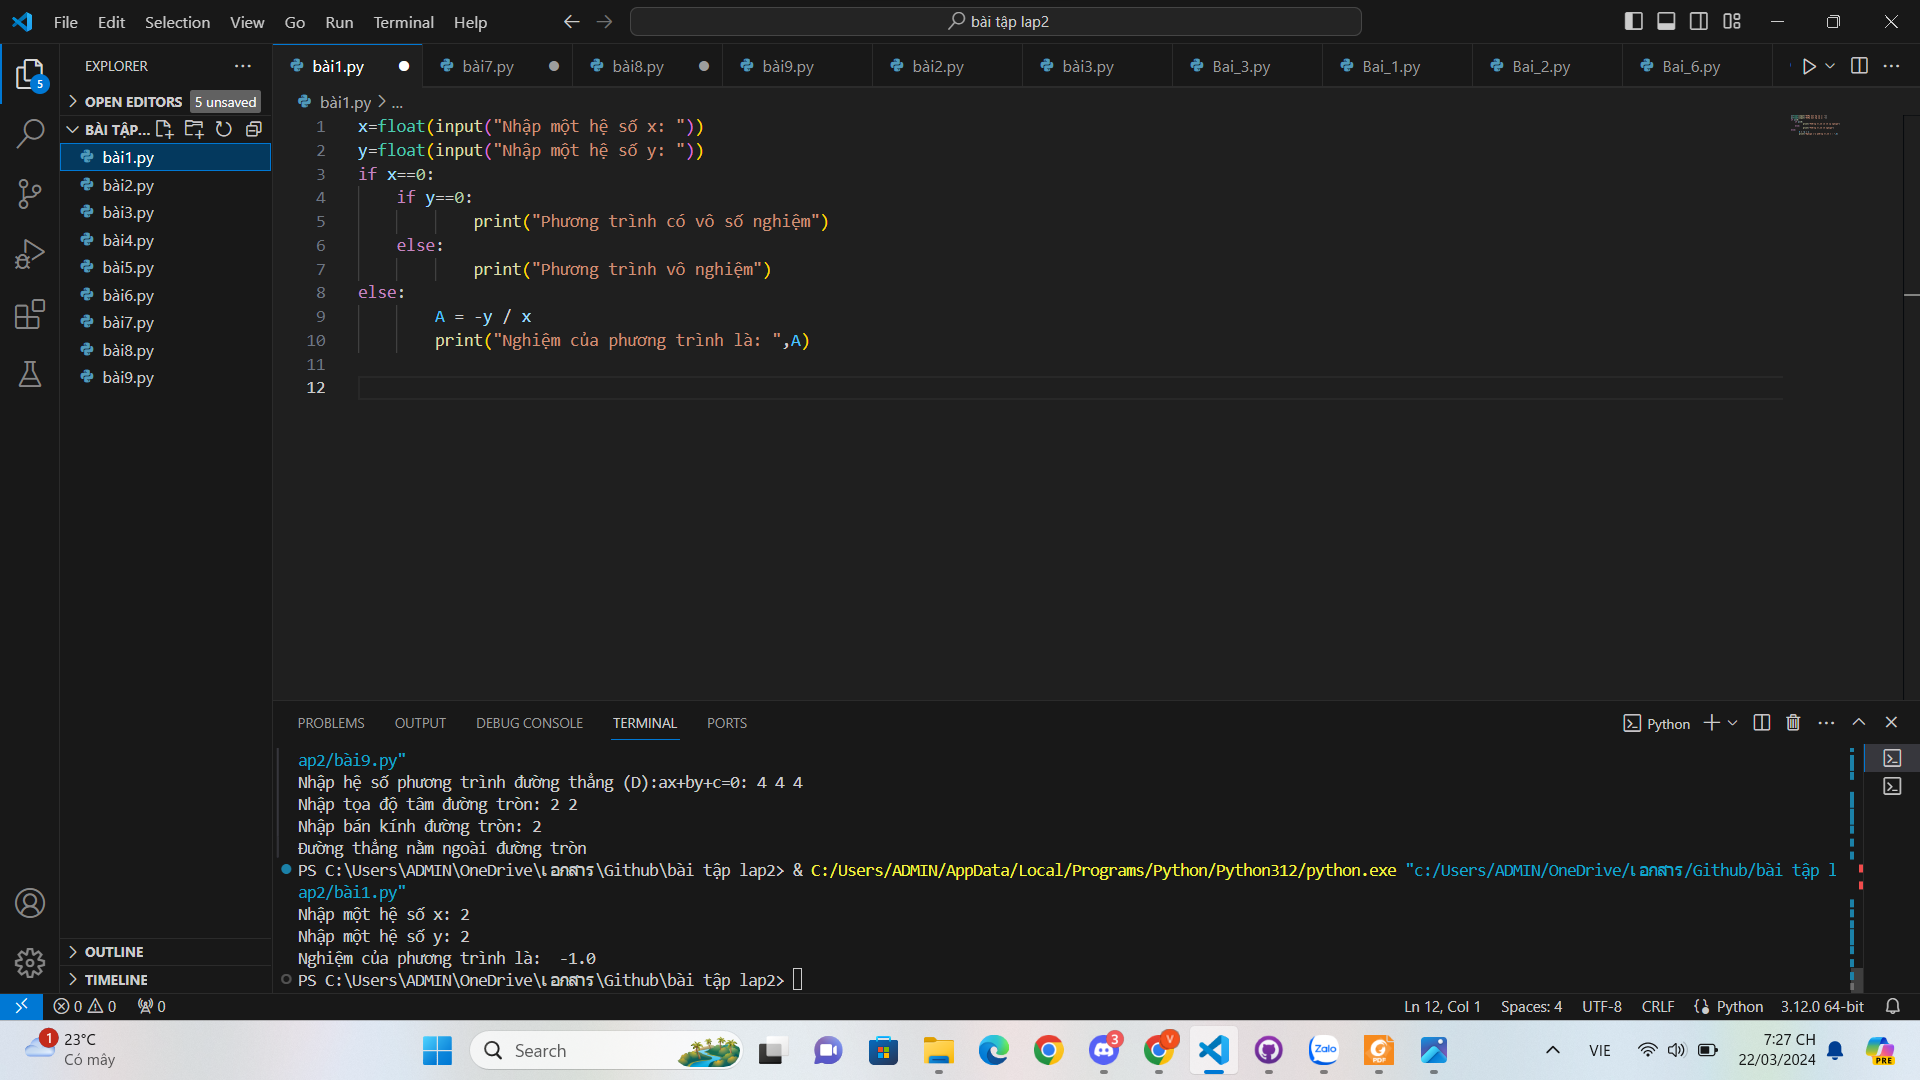 File Edit Selection View Go Run Terminal Help
bài tập lap2
EXPLORER
OPEN EDITORS 5 unsaved
BÀI TẬP...
bài1.py
bài2.py
bài3.py
bài4.py
bài5.py
bài6.py
bài7.py
bài8.py
bài9.py
OUTLINE
TIMELINE
5
bài1.py bài7.py bài8.py bài9.py bài2.py bài3.py Bai_3.py Bai_1.py Bai_2.py Bai_6.py
bài1.py > ...
1 x=float(input("Nhập một hệ số x: "))
2 y=float(input("Nhập một hệ số y: "))
3 if x==0:
4 if y==0:
5 print("Phương trình có vô số nghiệm")
6 else:
7 print("Phương trình vô nghiệm")
8 else:
9 A = -y / x
10 print("Nghiệm của phương trình là: ",A)
11
12
PROBLEMS OUTPUT DEBUG CONSOLE TERMINAL PORTS
Python
ap2/bài9.py"
Nhập hệ số phương trình đường thẳng (D):ax+by+c=0: 4 4 4
Nhập tọa độ tâm đường tròn: 2 2
Nhập bán kính đường tròn: 2
Đường thẳng nằm ngoài đường tròn
PS C:\Users\ADMIN\OneDrive\เอกสาร\Github\bài tập lap2> & C:/Users/ADMIN/AppData/Local/Programs/Python/Python312/python.exe "c:/Users/ADMIN/OneDrive/เอกสาร/Github/bài tập l
ap2/bài1.py"
Nhập một hệ số x: 2
Nhập một hệ số y: 2
Nghiệm của phương trình là:  -1.0
PS C:\Users\ADMIN\OneDrive\เอกสาร\Github\bài tập lap2>
0 0 0
Ln 12, Col 1 Spaces: 4 UTF-8 CRLF Python 3.12.0 64-bit
1 23°C
Có mây
Search
3
V
Zalo
PDF
VIE
7:27 CH
22/03/2024
PRE